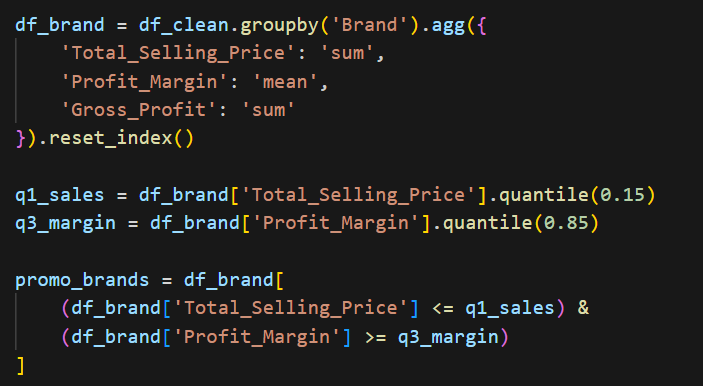 df_brand = df_clean.groupby('Brand').agg({
    'Total_Selling_Price': 'sum',
    'Profit_Margin': 'mean',
    'Gross_Profit': 'sum'
}).reset_index()

q1_sales = df_brand['Total_Selling_Price'].quantile(0.15)
q3_margin = df_brand['Profit_Margin'].quantile(0.85)

promo_brands = df_brand[
    (df_brand['Total_Selling_Price'] <= q1_sales) &
    (df_brand['Profit_Margin'] >= q3_margin)
]